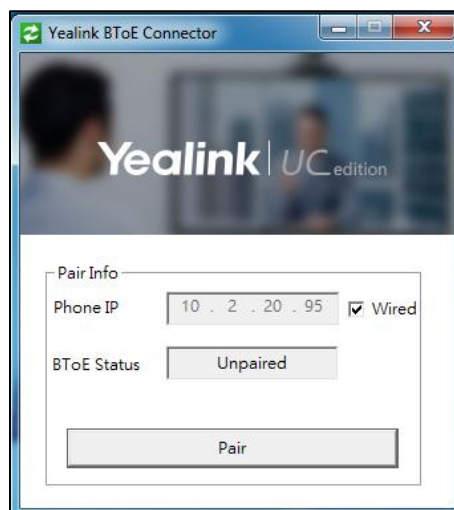 Yealink BToE Connector
Yealink | UC edition
Pair Info
Phone IP 10 . 2 . 20 . 95 Wired
BToE Status Unpaired
Pair